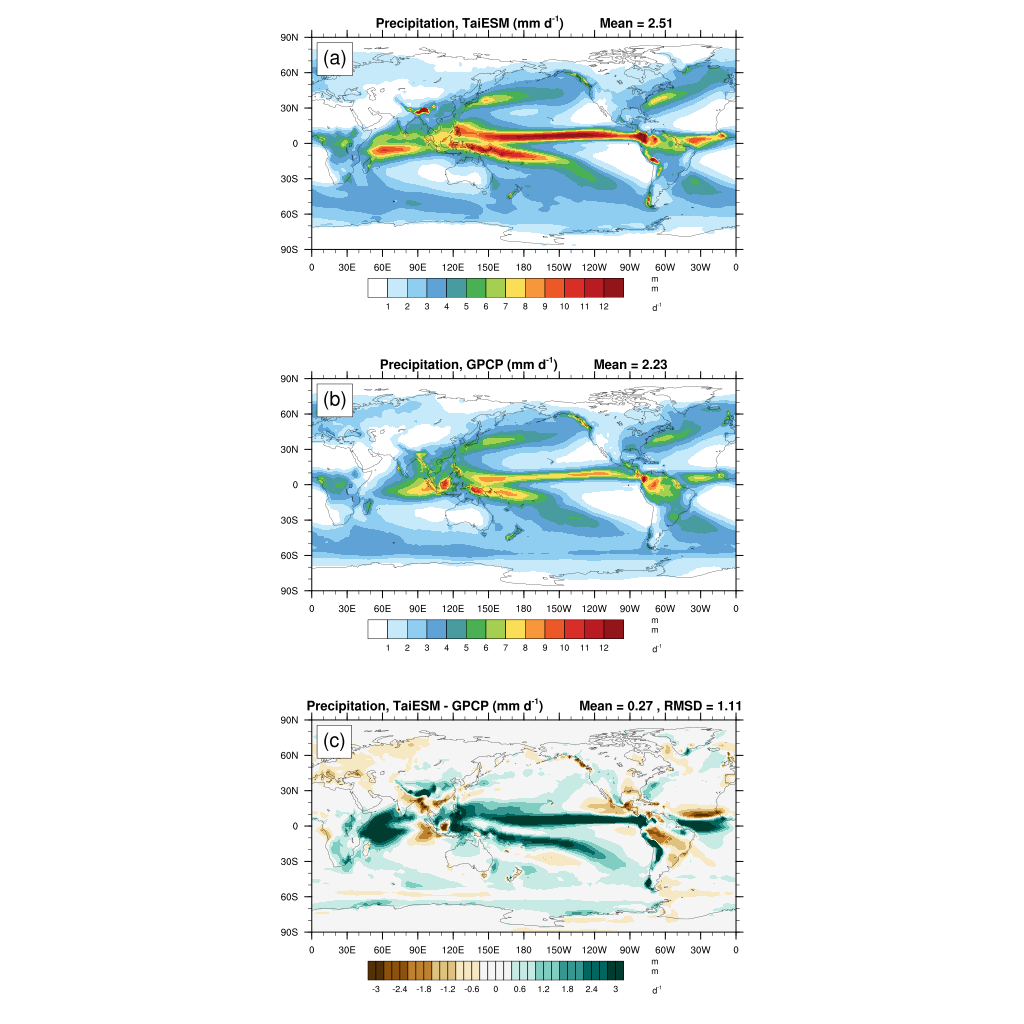 Precipitation, TaiESM (mm d-1) Mean = 2.51
90N
(a)
60N
30N
0
30S
60S
90S
0 30E 60E 90E 120E 150E 180 150W 120W 90W 60W 30W 0
1 2 3 4 5 6 7 8 9 10 11 12
m
m
d-1
Precipitation, GPCP (mm d-1) Mean = 2.23
90N
(b)
60N
30N
0
30S
60S
90S
0 30E 60E 90E 120E 150E 180 150W 120W 90W 60W 30W 0
1 2 3 4 5 6 7 8 9 10 11 12
m
m
d-1
Precipitation, TaiESM - GPCP (mm d-1) Mean = 0.27 , RMSD = 1.11
90N
(c)
60N
30N
0
30S
60S
90S
0 30E 60E 90E 120E 150E 180 150W 120W 90W 60W 30W 0
-3 -2.4 -1.8 -1.2 -0.6 0 0.6 1.2 1.8 2.4 3
m
m
d-1